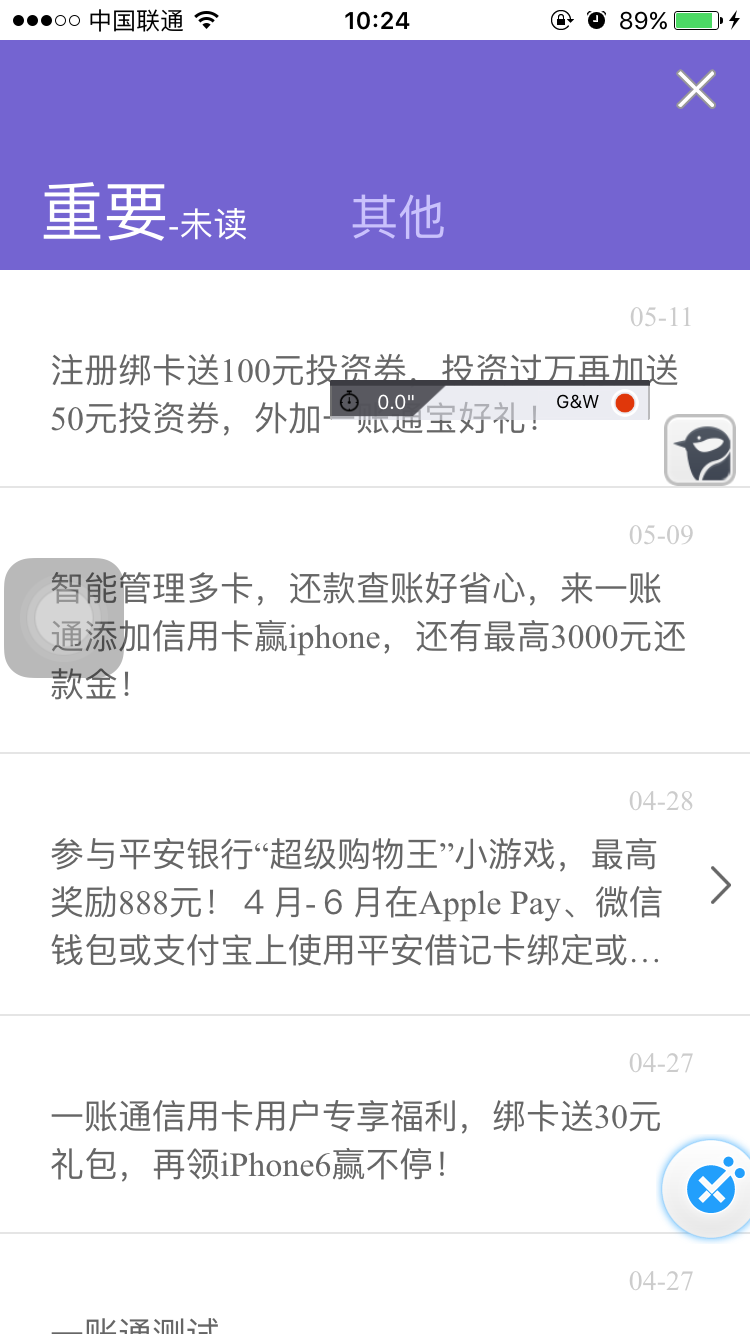 中国联通 10:24 89%
重要-未读 其他
05-11
注册绑卡送100元投资券，投资过万再加送
0.0" G&W
50元投资券，外加一账通宝好礼！
05-09
智能管理多卡，还款查账好省心，来一账
通添加信用卡赢iphone，还有最高3000元还
款金！
04-28
参与平安银行“超级购物王”小游戏，最高
奖励888元！４月-６月在Apple Pay、微信
钱包或支付宝上使用平安借记卡绑定或…
04-27
一账通信用卡用户专享福利，绑卡送30元
礼包，再领iPhone6赢不停！
04-27
一账通测试